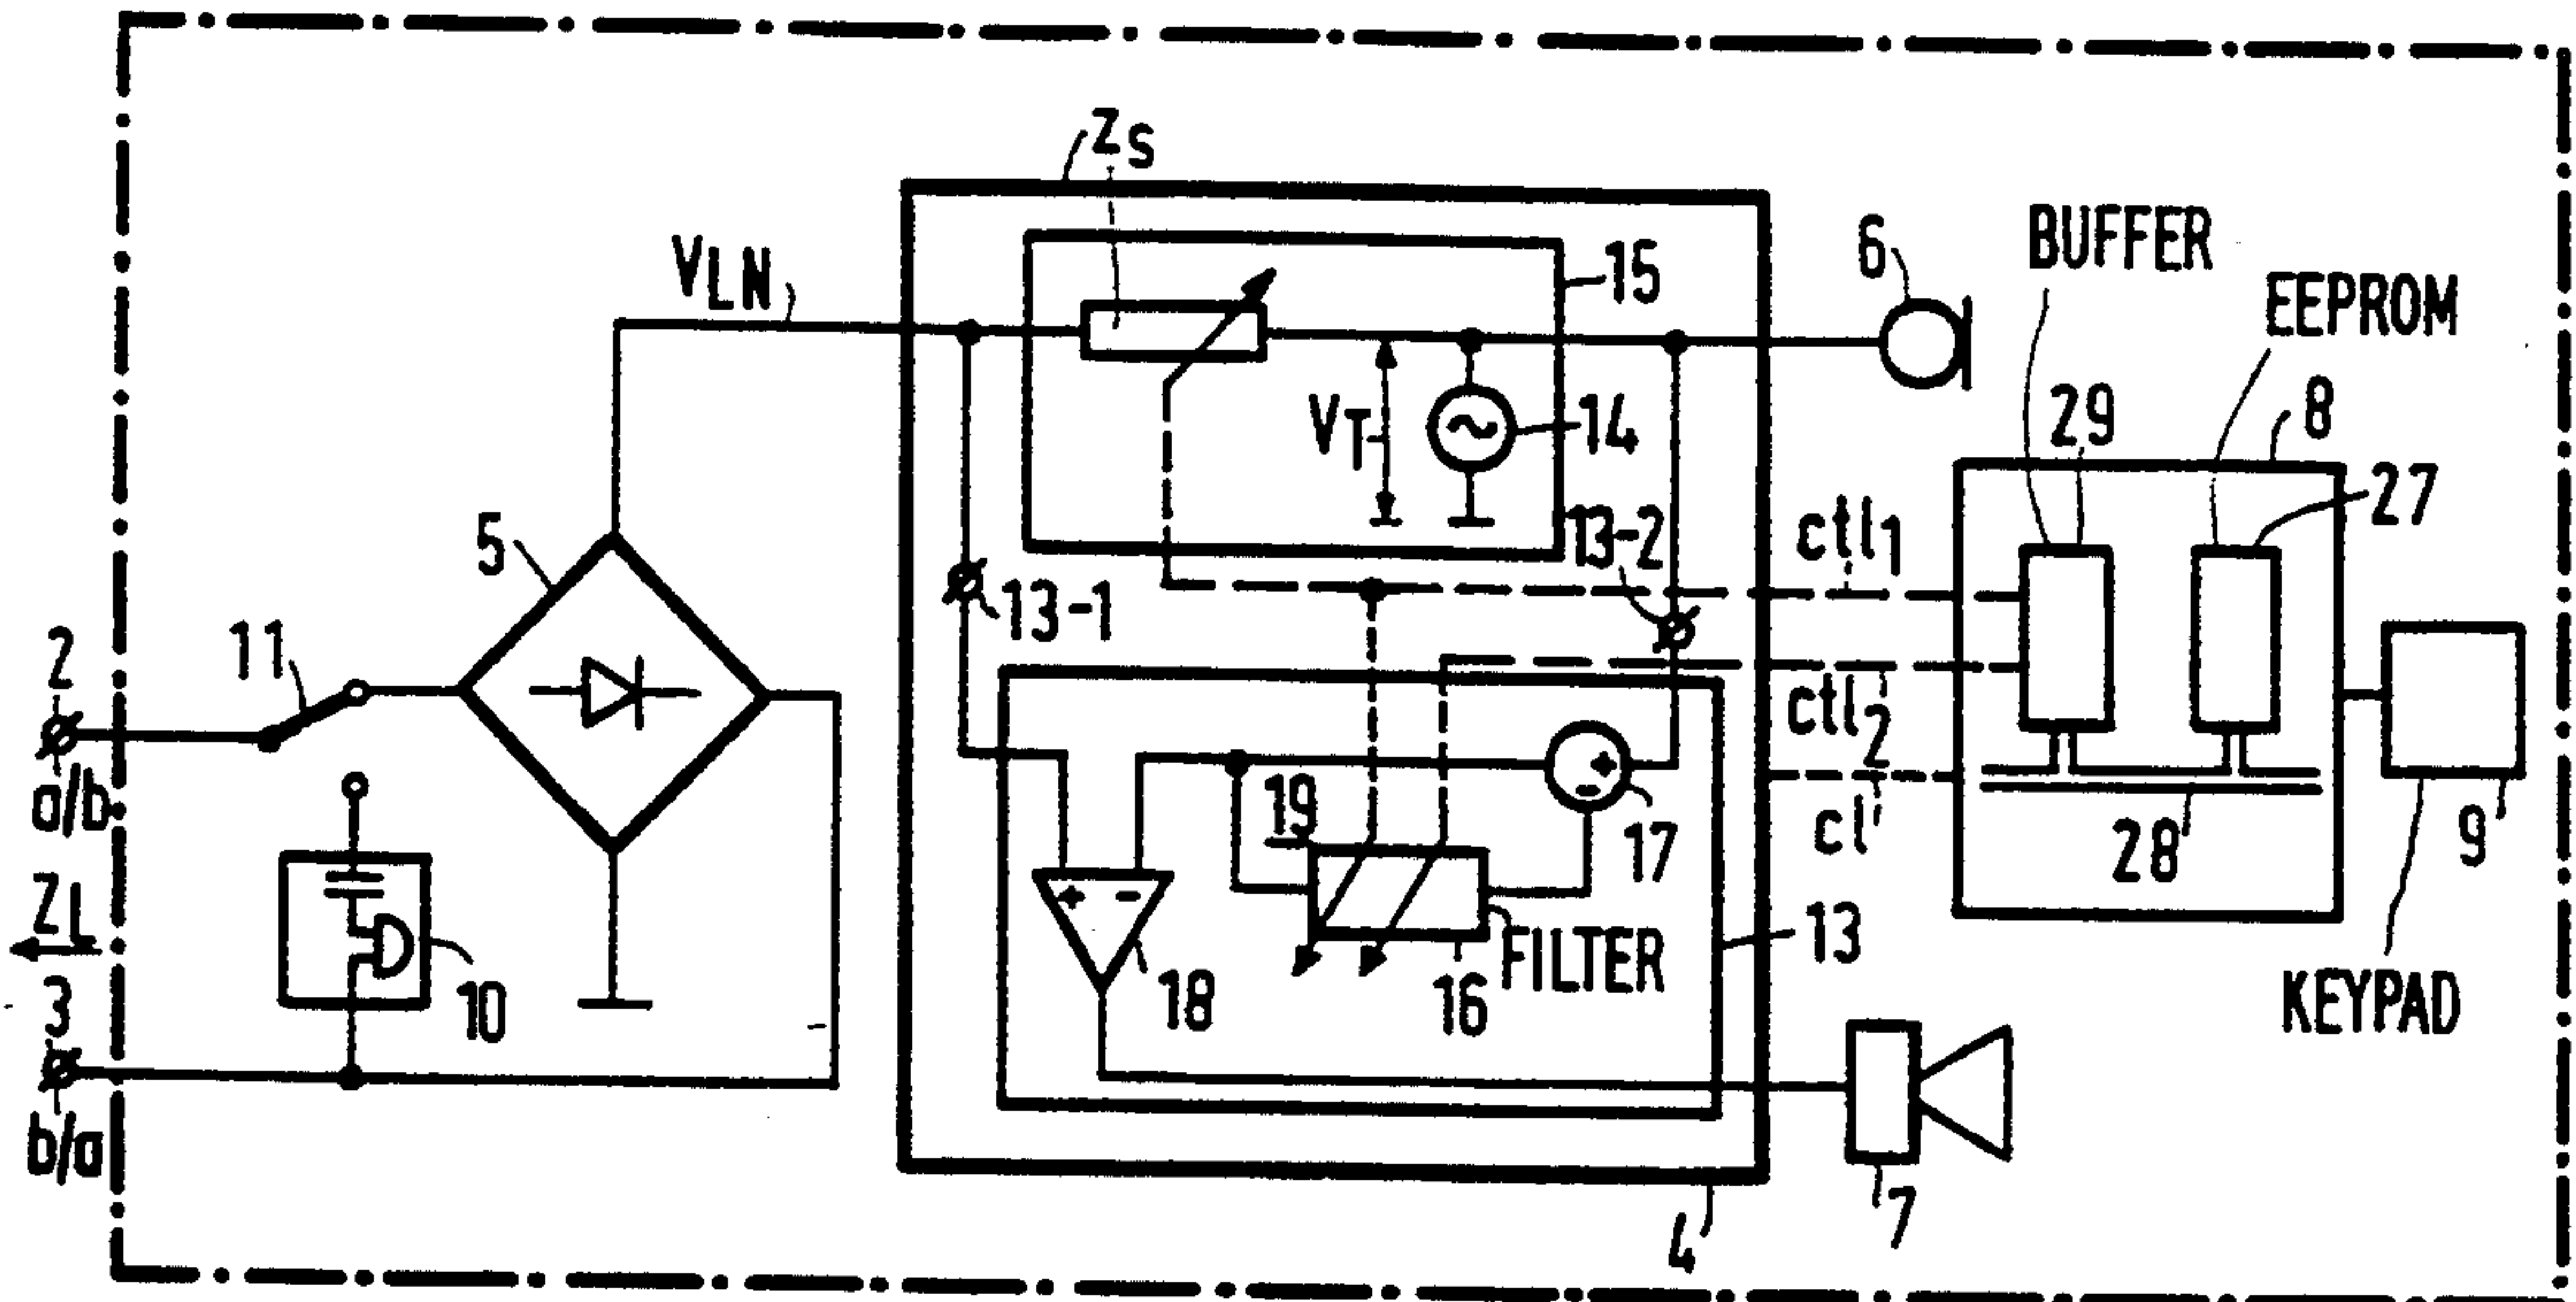 ZS
VLN
15
6
BUFFER
EEPROM
29
8
27
VT
14
13-2
ctl1
5
13-1
2
11
a/b
ctl2
cl
19
17
28
9
ZL
10
18
16
FILTER
13
KEYPAD
3
b/a
7
4